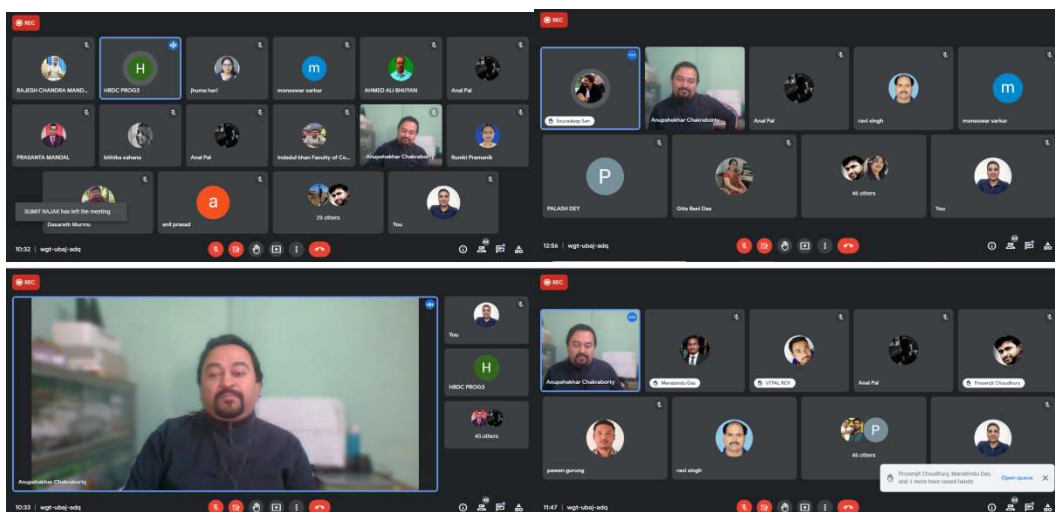 REC
RAJESH CHANDRA MAND...
H
HRDC PROG3
jhuma hari
m
moneswar sarkar
AHMED ALI BHUYAN
Anal Pal
PRASANTA MANDAL
bithika sahana
Anal Pal
Indadul khan Faculty of Co...
Anupshekhar Chakraborty
Rumki Pramanik
SUMIT RAJAK has left the meeting
Dasarath Murmu
a
anil prasad
29 others
You
10:32 | wgt-ubaj-adq
REC
Souradeep Sen
Anupshekhar Chakraborty
Anal Pal
ravi singh
m
moneswar sarkar
P
PALASH DEY
Gita Rani Das
46 others
You
12:56 | wgt-ubaj-adq
REC
Anupshekhar Chakraborty
You
H
HRDC PROG3
45 others
10:33 | wgt-ubaj-adq
REC
Anupshekhar Chakraborty
Manabindu Das
UTPAL ROY
Anal Pal
Prosenjit Choudhury
pawan gurung
ravi singh
P
46 others
Prosenjit Choudhury, Manabindu Das,
and 1 more have raised hands
Open queue
11:47 | wgt-ubaj-adq